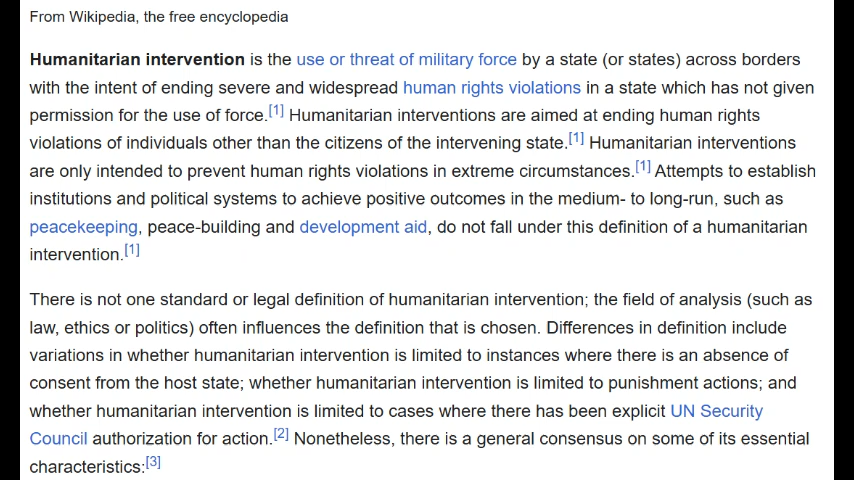 From Wikipedia, the free encyclopedia
Humanitarian intervention is the use or threat of military force by a state (or states) across borders
with the intent of ending severe and widespread human rights violations in a state which has not given
permission for the use of force.[1] Humanitarian interventions are aimed at ending human rights
violations of individuals other than the citizens of the intervening state.[1] Humanitarian interventions
are only intended to prevent human rights violations in extreme circumstances.[1] Attempts to establish
institutions and political systems to achieve positive outcomes in the medium- to long-run, such as
peacekeeping, peace-building and development aid, do not fall under this definition of a humanitarian
intervention.[1]
There is not one standard or legal definition of humanitarian intervention; the field of analysis (such as
law, ethics or politics) often influences the definition that is chosen. Differences in definition include
variations in whether humanitarian intervention is limited to instances where there is an absence of
consent from the host state; whether humanitarian intervention is limited to punishment actions; and
whether humanitarian intervention is limited to cases where there has been explicit UN Security
Council authorization for action.[2] Nonetheless, there is a general consensus on some of its essential
characteristics:[3]